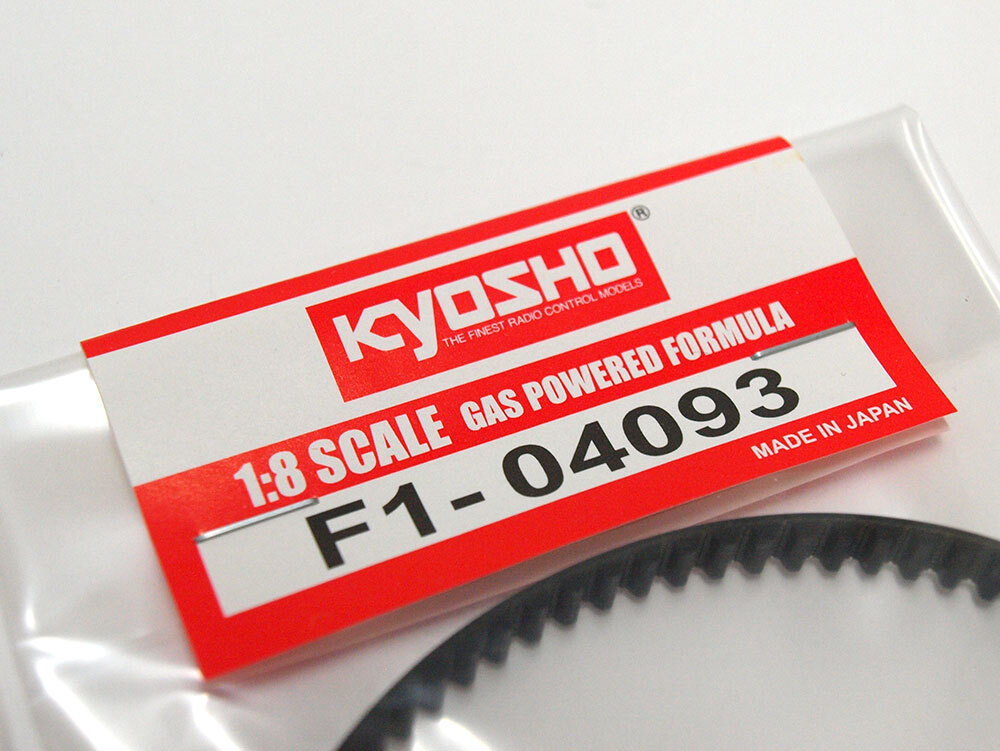 KYOSHO®
THE FINEST RADIO CONTROL MODELS
1:8 SCALE GAS POWERED FORMULA
F1-04093
MADE IN JAPAN